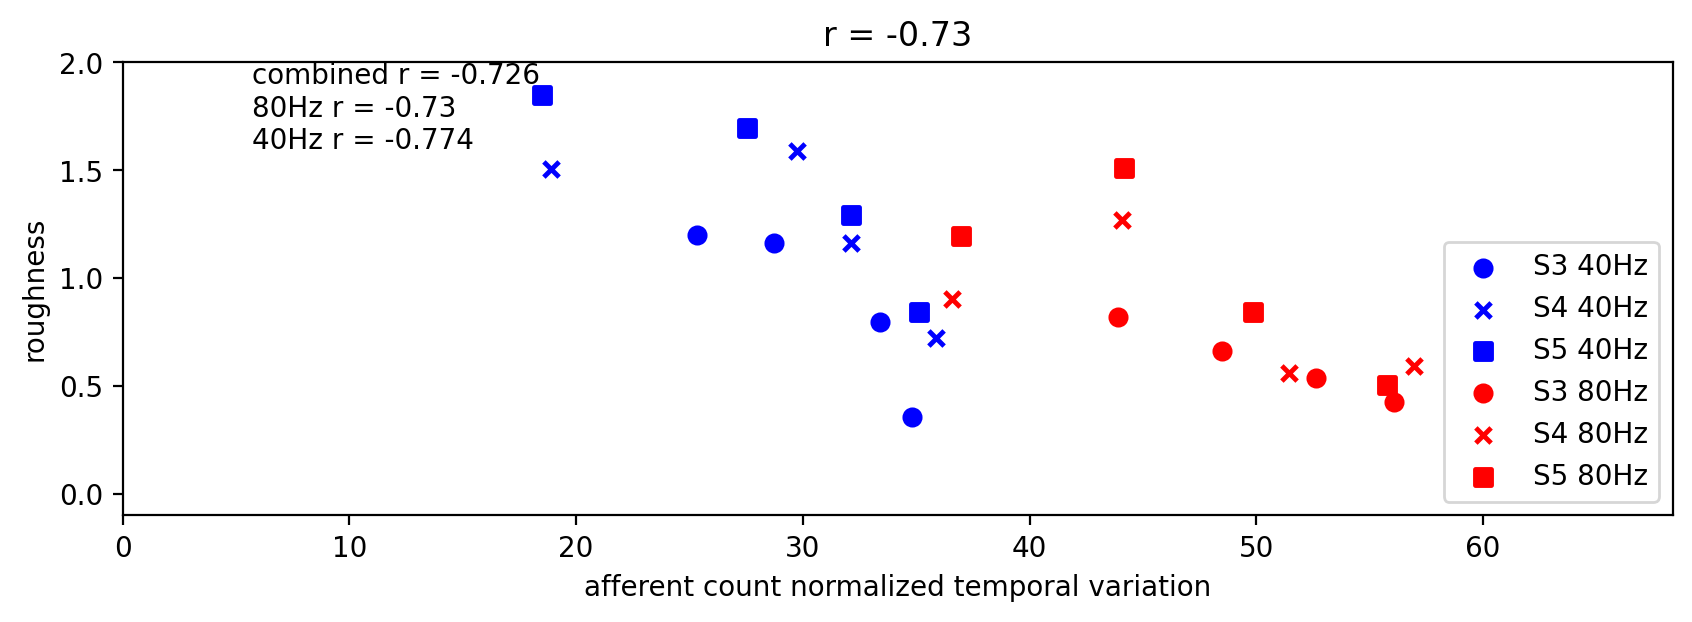 r = -0.73
combined r = -0.726
80Hz r = -0.73
40Hz r = -0.774
2.0
1.5
1.0
0.5
0.0
roughness
S3 40Hz
S4 40Hz
S5 40Hz
S3 80Hz
S4 80Hz
S5 80Hz
0 10 20 30 40 50 60
afferent count normalized temporal variation